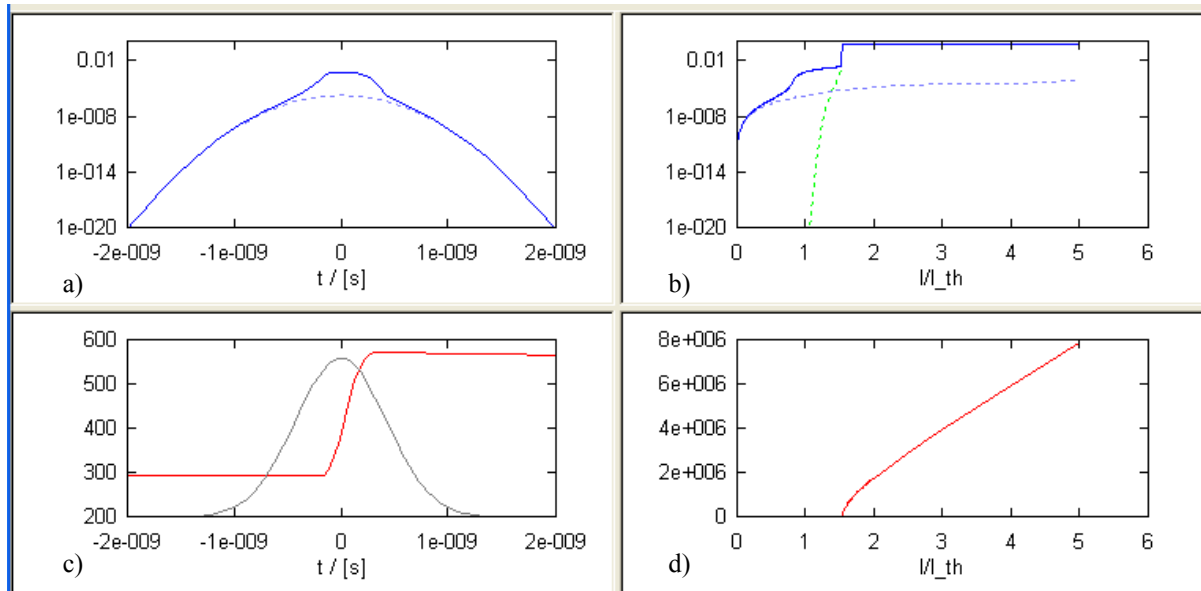 0.01
1e-008
1e-014
1e-020
-2e-009 -1e-009 0 1e-009 2e-009
a) t / [s]
0.01
1e-008
1e-014
1e-020
0 1 2 3 4 5 6
b) I/I_th
600
500
400
300
200
-2e-009 -1e-009 0 1e-009 2e-009
c) t / [s]
8e+006
6e+006
4e+006
2e+006
0
0 1 2 3 4 5 6
d) I/I_th